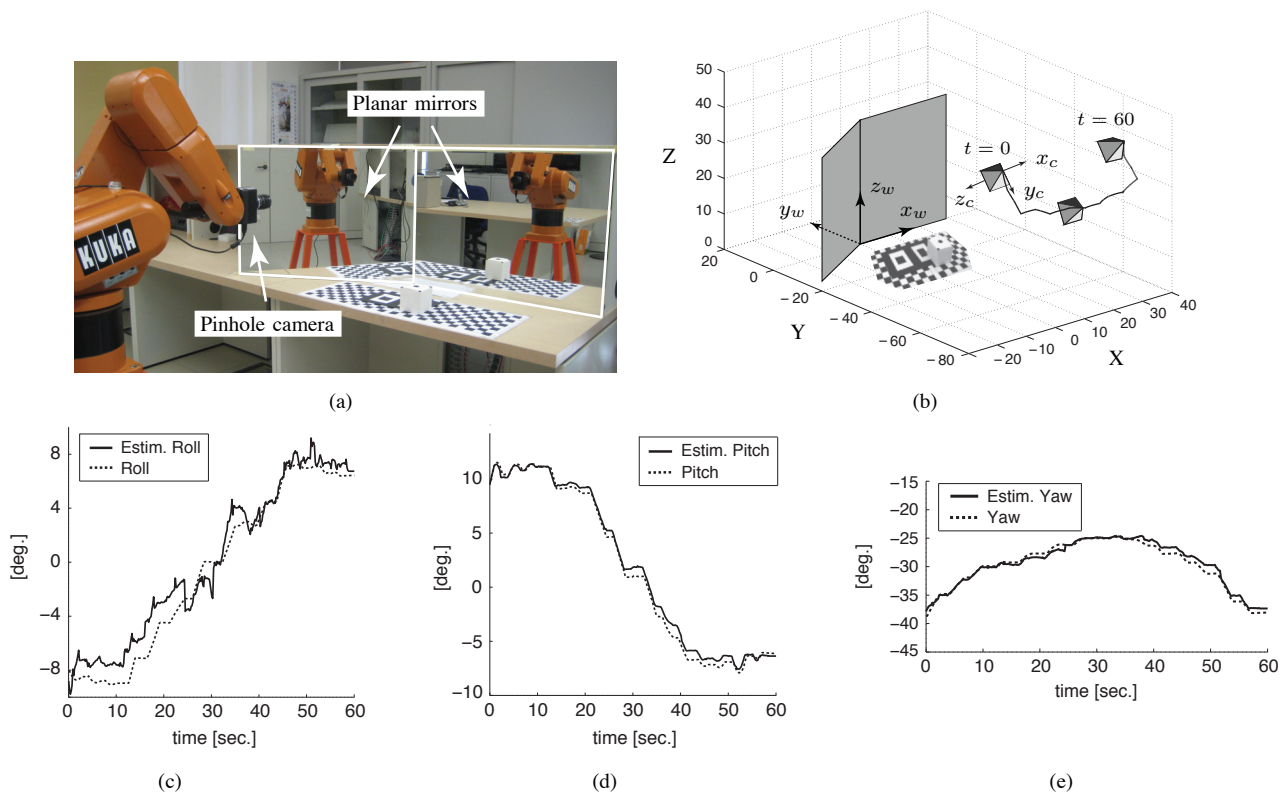 Planar mirrors
KUKA
Pinhole camera
(a)
50
40
30
20
10
0
Z
20
0
−20
−40
−60
−80
Y
−20
−10
0
10
20
30
40
X
t = 0
t = 60
x_c
y_c
z_c
z_w
x_w
y_w
(b)
Estim. Roll
Roll
8
4
0
−4
−8
[deg.]
0 10 20 30 40 50 60
time [sec.]
(c)
Estim. Pitch
Pitch
10
5
0
−5
−10
[deg.]
0 10 20 30 40 50 60
time [sec.]
(d)
Estim. Yaw
Yaw
−15
−20
−25
−30
−35
−40
−45
[deg.]
0 10 20 30 40 50 60
time [sec.]
(e)